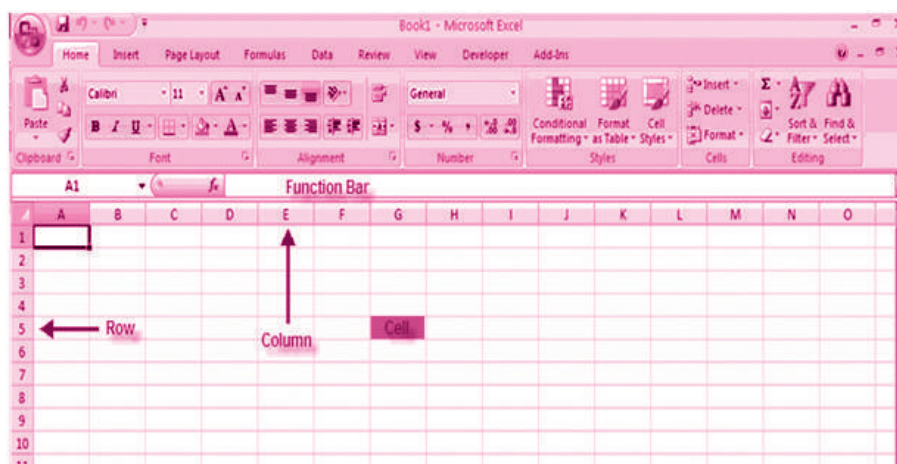 Book1 - Microsoft Excel
Home Insert Page Layout Formulas Data Review View Developer Add-Ins
Calibri 11 A A General Insert
Paste Conditional Format Cell Delete Sort & Find &
B I U A $ % , Formatting as Table Styles Format Filter Select
Clipboard Font Alignment Number Styles Cells Editing
A1 fx Function Bar
A B C D E F G H I J K L M N O
1
2
3
4
5 Row Cell
Column
6
7
8
9
10
11